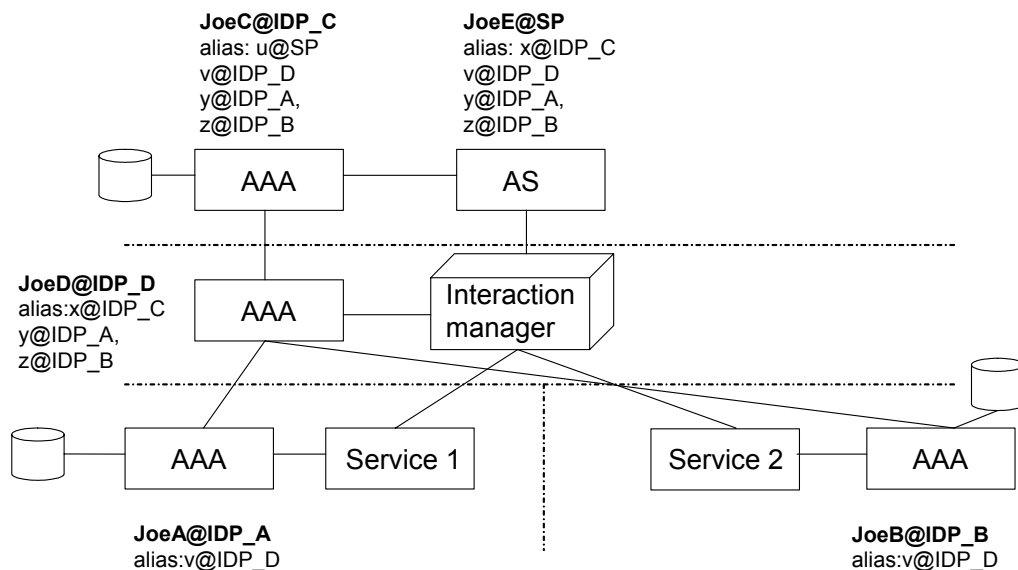 JoeC@IDP_C
alias: u@SP
v@IDP_D
y@IDP_A,
z@IDP_B
JoeE@SP
alias: x@IDP_C
v@IDP_D
y@IDP_A,
z@IDP_B
AAA
AS
JoeD@IDP_D
alias:x@IDP_C
y@IDP_A,
z@IDP_B
AAA
Interaction
manager
AAA
Service 1
Service 2
AAA
JoeA@IDP_A
alias:v@IDP_D
JoeB@IDP_B
alias:v@IDP_D